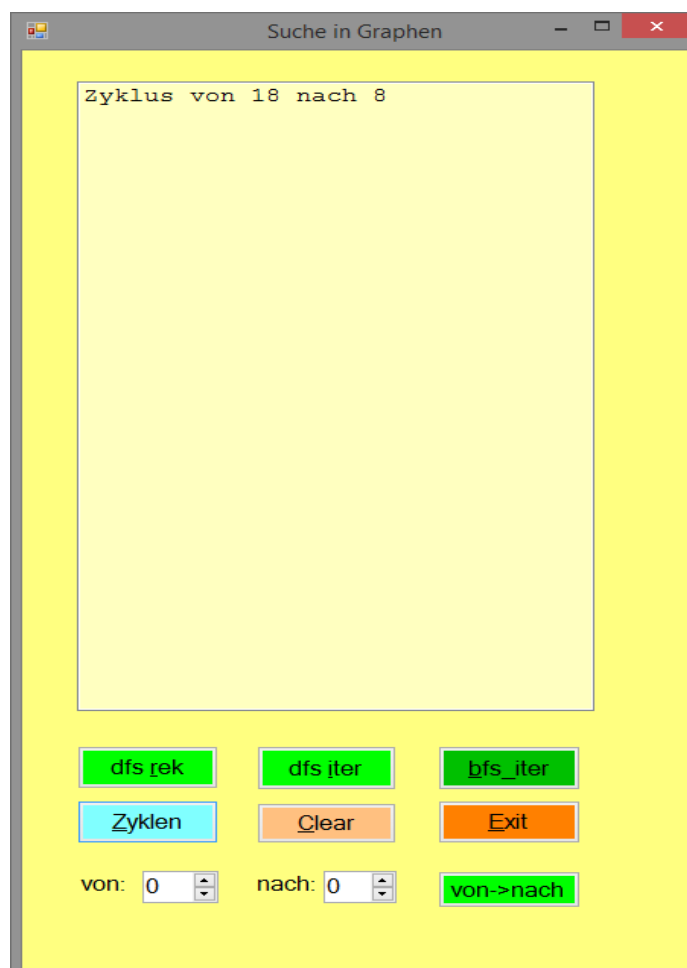 Suche in Graphen
Zyklus von 18 nach 8
dfs rek dfs iter bfs_iter
Zyklen Clear Exit
von: 0 nach: 0 von->nach